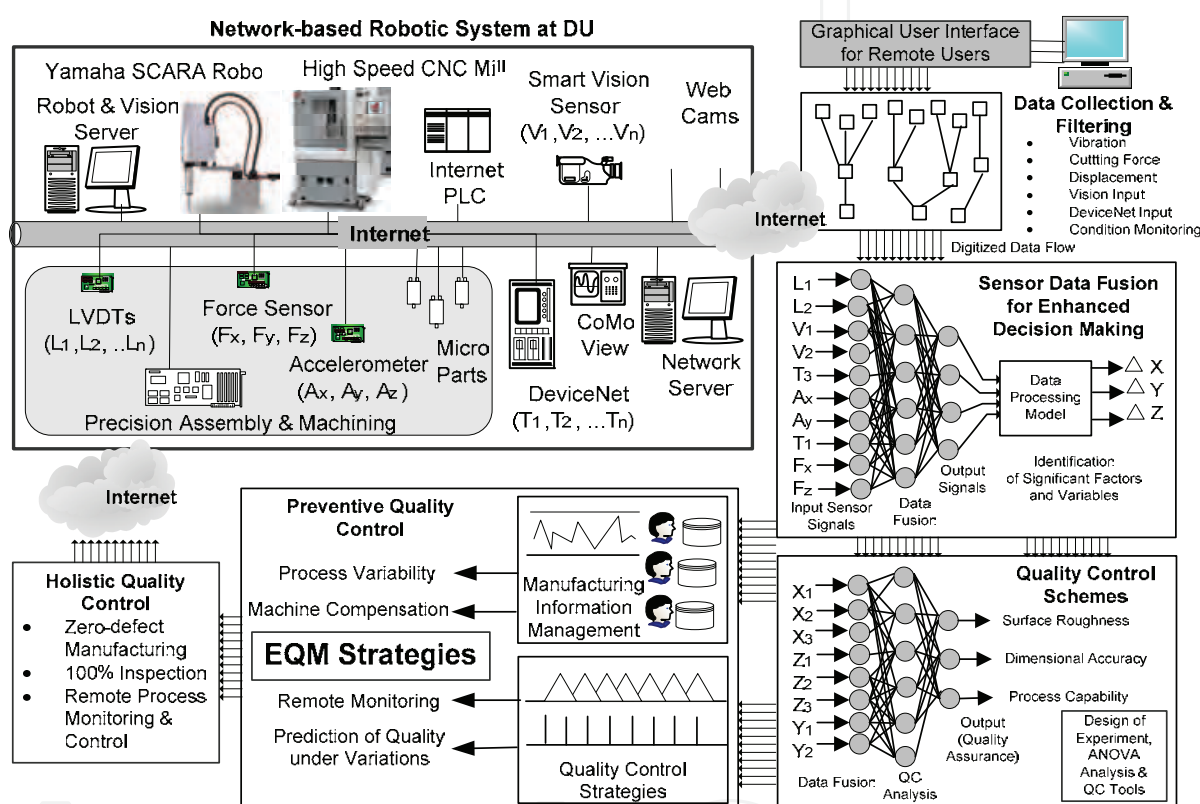 Network-based Robotic System at DU
Yamaha SCARA Robo
High Speed CNC Mill
Robot & Vision
Server
Internet
PLC
Smart Vision
Sensor
(V1,V2, ...Vn)
Web
Cams
Internet
Internet
LVDTs
(L1,L2, ..Ln)
Force Sensor
(Fx, Fy, Fz)
Accelerometer
(Ax, Ay, Az)
Micro
Parts
Precision Assembly & Machining
DeviceNet
(T1,T2, ...Tn)
CoMo
View
Network
Server
Graphical User Interface
for Remote Users
Data Collection &
Filtering
• Vibration
• Cuttting Force
• Displacement
• Vision Input
• DeviceNet Input
• Condition Monitoring
Digitized Data Flow
Sensor Data Fusion
for Enhanced
Decision Making
L1
L2
V1
V2
T3
Ax
Ay
T1
Fx
Fz
Input Sensor
Signals
Data
Fusion
Output
Signals
Data
Processing
Model
△ X
△ Y
△ Z
Identification
of Significant Factors
and Variables
Quality Control
Schemes
X1
X2
X3
Z1
Z2
Z3
Y1
Y2
Data Fusion
QC
Analysis
Output
(Quality
Assurance)
Surface Roughness
Dimensional Accuracy
Process Capability
Design of
Experiment,
ANOVA
Analysis &
QC Tools
Preventive Quality
Control
Process Variability
Machine Compensation
Manufacturing
Information
Management
EQM Strategies
Remote Monitoring
Prediction of Quality
under Variations
Quality Control
Strategies
Internet
Holistic Quality
Control
• Zero-defect
Manufacturing
• 100% Inspection
• Remote Process
Monitoring &
Control